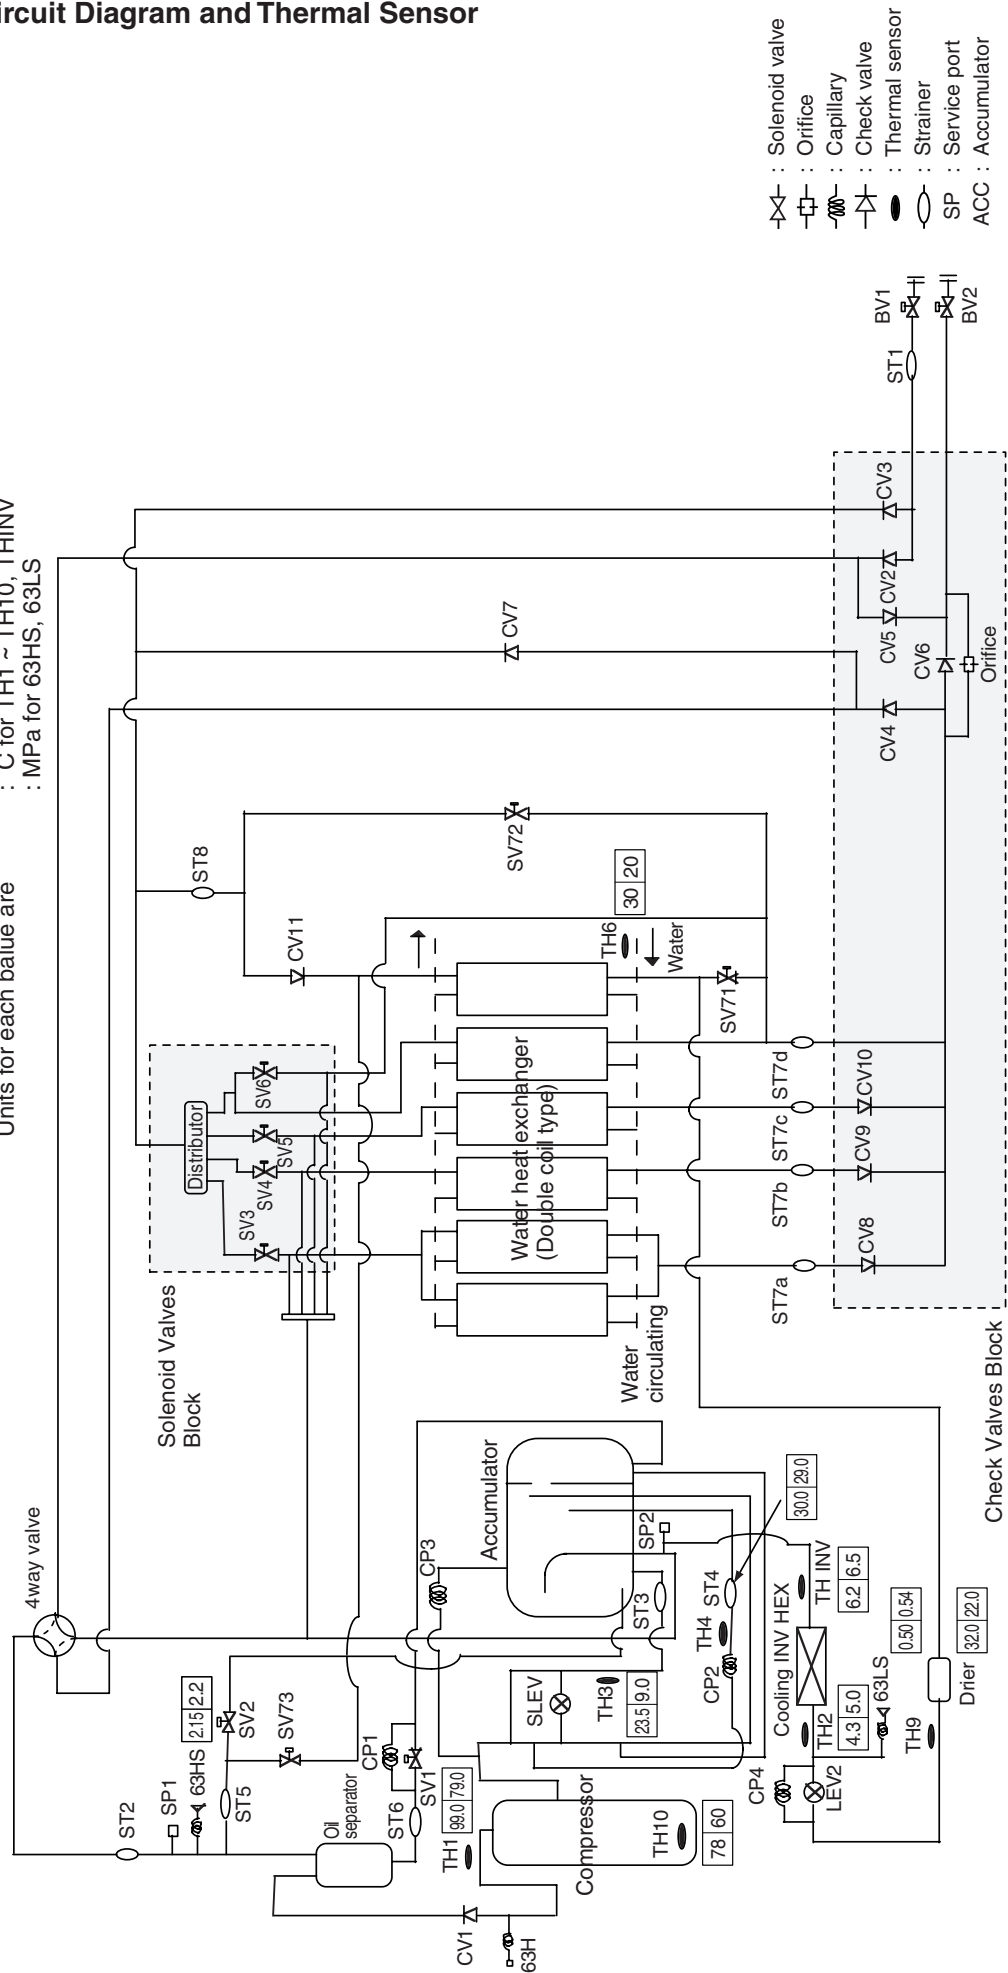 ircuit Diagram and Thermal Sensor
Units for each balue are
: C for TH1 ~ TH10, THINV
: MPa for 63HS, 63LS
: Solenoid valve
: Orifice
: Capillary
: Check valve
: Thermal sensor
: Strainer
SP : Service port
ACC : Accumulator
4way valve
ST2
SP1
63HS
2.15 2.2
SV2
ST5
SV73
Oil
separator
CP1
SV1
ST6
TH1
99.0 79.0
CV1
63H
Compressor
TH10
78 60
CP3
Accumulator
SLEV
TH3
23.5 9.0
ST3
SP2
ST4
TH4
CP2
30.0 29.0
Cooling INV HEX
TH INV
6.2 6.5
TH2
4.3 5.0
63LS
0.50 0.54
CP4
LEV2
TH9
Drier
32.0 22.0
Solenoid Valves
Block
Distributor
SV3
SV4
SV5
SV6
ST8
CV11
SV72
Water heat exchanger
(Double coil type)
Water
circulating
TH6
30 20
Water
SV71
ST7a
ST7b
ST7c
ST7d
CV8
CV9
CV10
CV7
CV4
CV6
CV5
CV2
CV3
Orifice
ST1
BV1
BV2
Check Valves Block